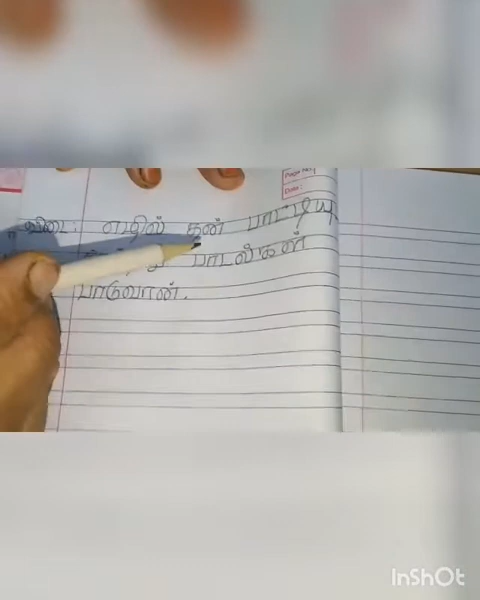 Page No:
Date:
விடை: எழில் தன் பாட்டியு
பாடல்கள்
பாடுவான்.
InShOt